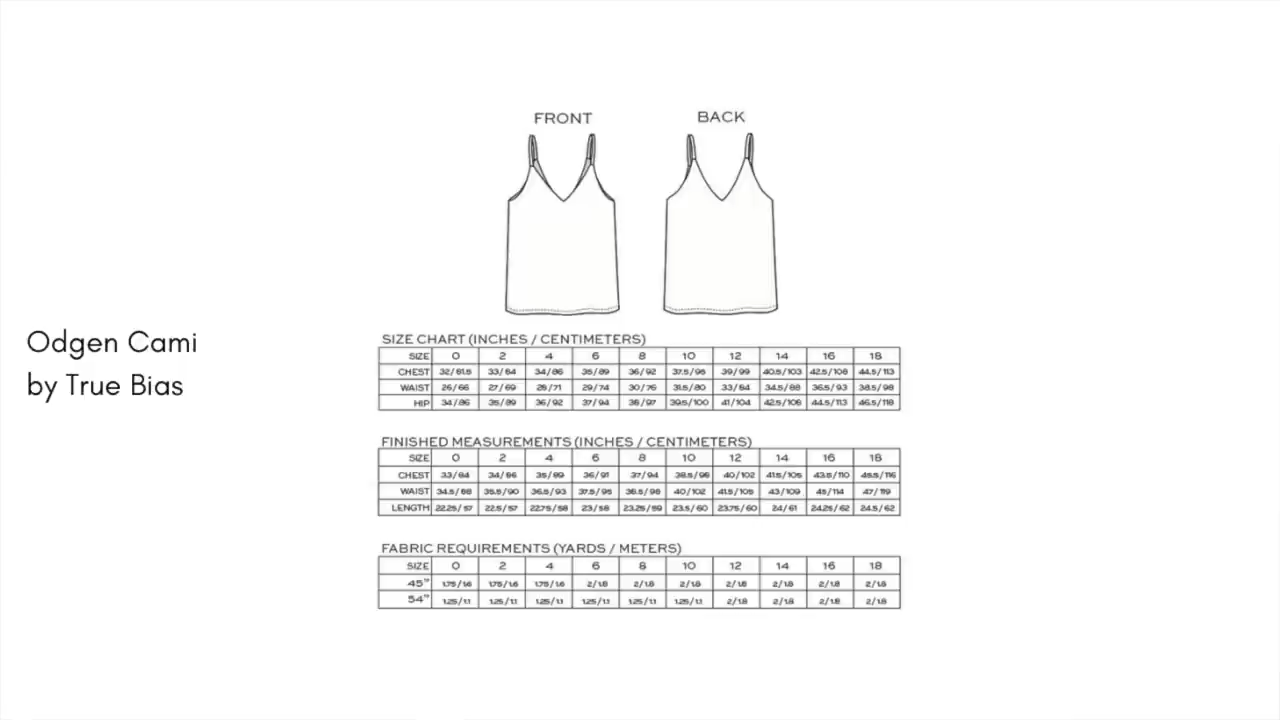 FRONT
BACK
Odgen Cami
by True Bias
SIZE CHART (INCHES / CENTIMETERS)
SIZE 0 2 4 6 8 10 12 14 16 18
CHEST 32/81.5 33/84 34/86 35/89 36/92 37.5/95 39/99 40.5/103 42.5/108 44.5/113
WAIST 26/66 27/69 28/71 29/74 30/76 31.5/80 33/84 34.5/88 36.5/93 38.5/98
HIP 34/86 35/89 36/92 37/94 38/97 39.5/100 41/104 42.5/108 44.5/113 46.5/118
FINISHED MEASUREMENTS (INCHES / CENTIMETERS)
SIZE 0 2 4 6 8 10 12 14 16 18
CHEST 33/84 34/86 35/89 36/91 37/94 38.5/98 40/102 41.5/105 43.5/110 45.5/116
WAIST 34.5/88 35.5/90 36.5/93 37.5/95 38.5/98 40/102 41.5/105 43/109 45/114 47/119
LENGTH 22.25/57 22.5/57 22.75/58 23/58 23.25/59 23.5/60 23.75/60 24/61 24.25/62 24.5/62
FABRIC REQUIREMENTS (YARDS / METERS)
SIZE 0 2 4 6 8 10 12 14 16 18
45" 1.75/1.6 1.75/1.6 1.75/1.6 2/1.8 2/1.8 2/1.8 2/1.8 2/1.8 2/1.8 2/1.8
54" 1.25/1.1 1.25/1.1 1.25/1.1 1.25/1.1 1.25/1.1 1.25/1.1 2/1.8 2/1.8 2/1.8 2/1.8